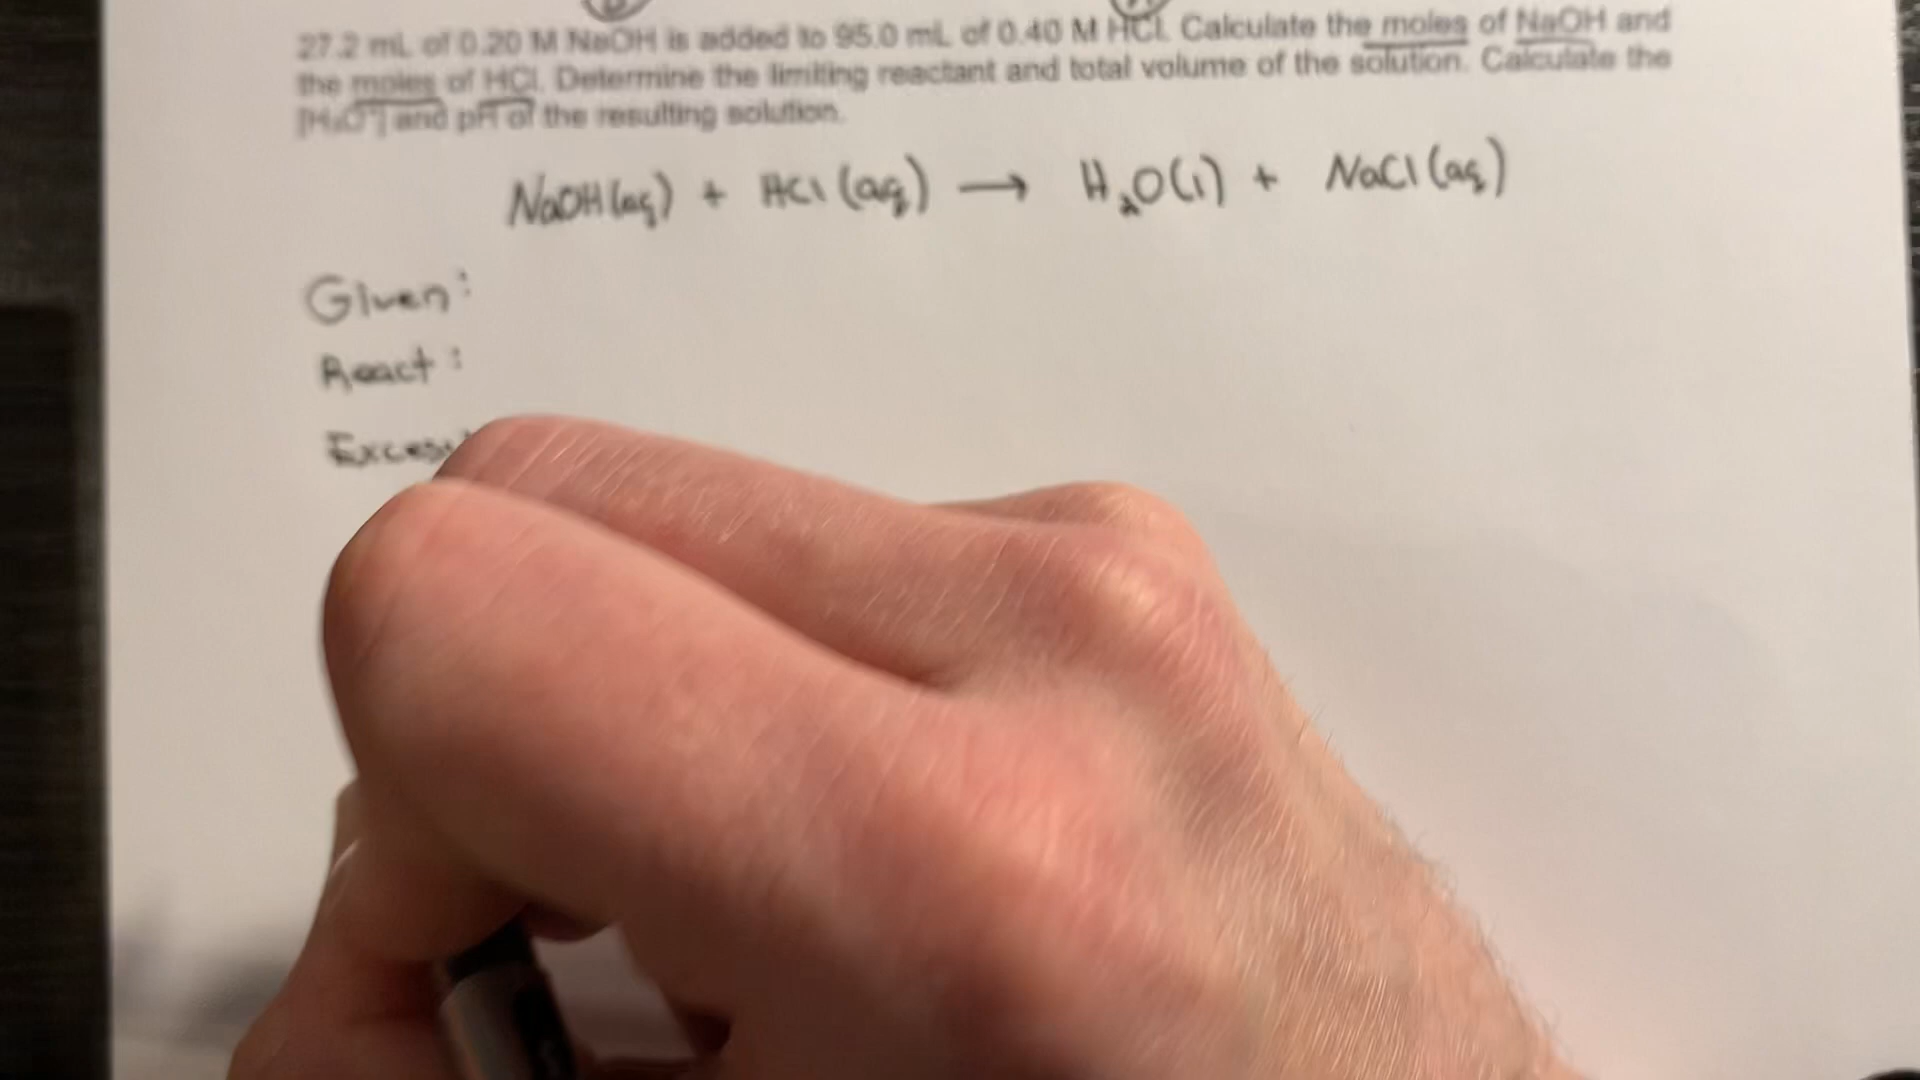 27.2 mL of 0.20 M NaOH is added to 95.0 mL of 0.40 M HCl. Calculate the moles of NaOH and
the moles of HCl. Determine the limiting reactant and total volume of the solution. Calculate the
[H₃O⁺] and pH of the resulting solution.
NaOH(aq) + HCl(aq) → H₂O(l) + NaCl(aq)
Given:
React:
Excess: